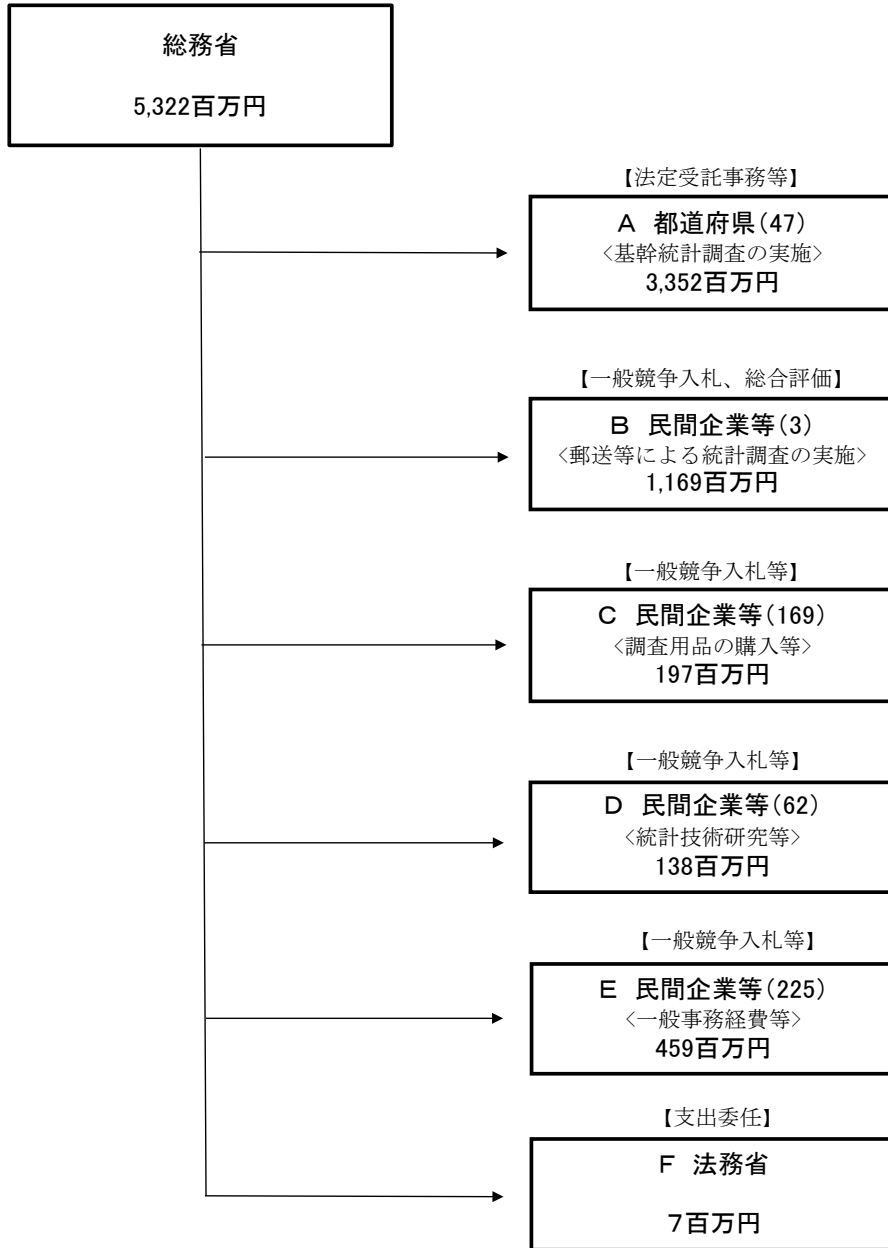 総務省
5,322百万円
【法定受託事務等】
A 都道府県(47)
<基幹統計調査の実施>
3,352百万円
【一般競争入札、総合評価】
B 民間企業等(3)
<郵送等による統計調査の実施>
1,169百万円
【一般競争入札等】
C 民間企業等(169)
<調査用品の購入等>
197百万円
【一般競争入札等】
D 民間企業等(62)
<統計技術研究等>
138百万円
【一般競争入札等】
E 民間企業等(225)
<一般事務経費等>
459百万円
【支出委任】
F 法務省
7百万円